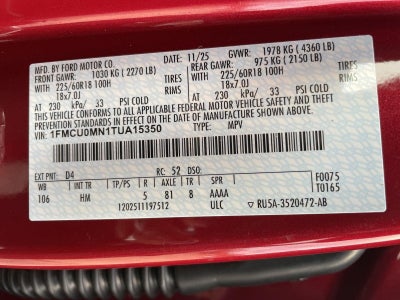 MFD. BY FORD MOTOR CO. 11/25 GVWR: 1978 KG (4360 LB)
FRONT GAWR: 1030 KG (2270 LB) REAR GAWR: 975 KG (2150 LB)
WITH 225/60R18 100H TIRES WITH 225/60R18 100H TIRES
18x7.0J RIMS 18x7.0J RIMS
AT 230 kPa/ 33 PSI COLD AT 230 kPa/ 33 PSI COLD
THIS VEHICLE CONFORMS TO ALL APPLICABLE FEDERAL MOTOR VEHICLE SAFETY AND THEFT PREVENTION STANDARDS IN EFFECT ON THE DATE OF MANUFACTURE SHOWN ABOVE.
VIN: 1FMCU0MN1TUA15350 TYPE: MPV
EXT PNT: D4 RC: 52 DSO: F0075
WB INT TR TP/PS R AXLE TR SPR T0165
106 HM 5 81 8 AAAA
1202511197512 ULC RU5A-3520472-AB